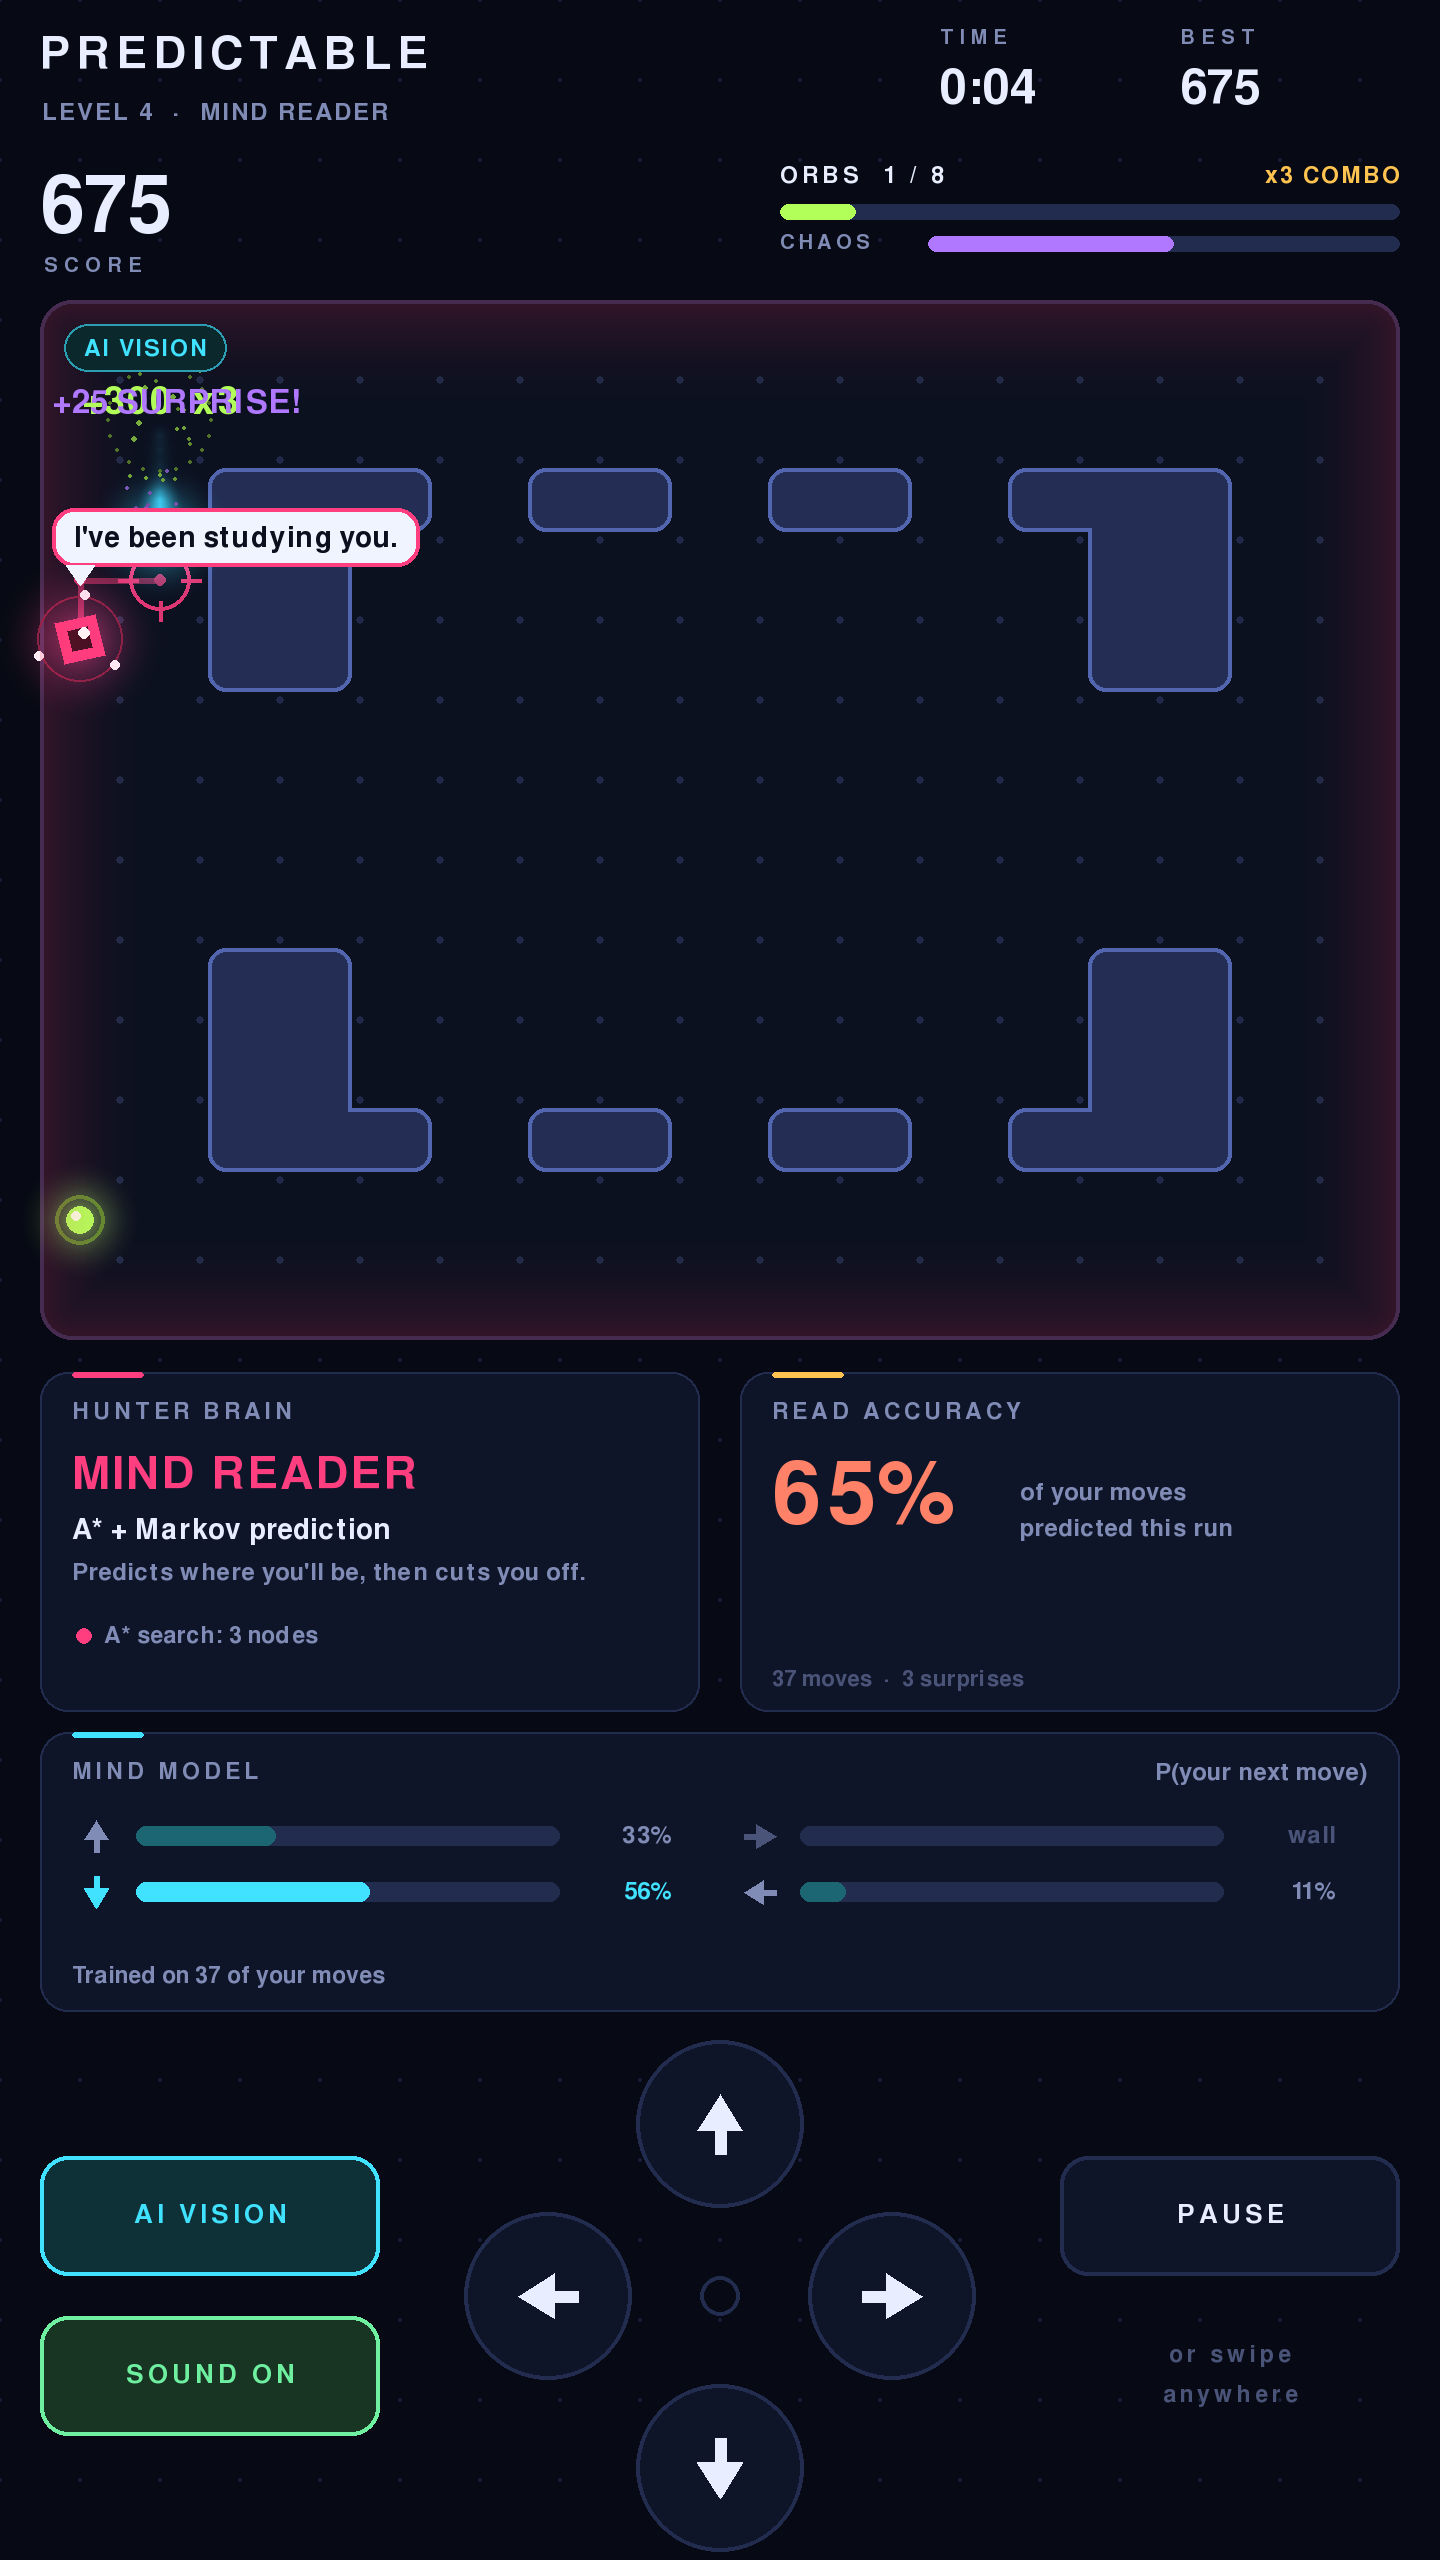 PREDICTABLE
LEVEL 4 · MIND READER
TIME
0:04
BEST
675
675
SCORE
ORBS 1 / 8
x3 COMBO
CHAOS
AI VISION
+25 SURPRISE!
+300 x3
I've been studying you.
HUNTER BRAIN
MIND READER
A* + Markov prediction
Predicts where you'll be, then cuts you off.
A* search: 3 nodes
READ ACCURACY
65%
of your moves
predicted this run
37 moves · 3 surprises
MIND MODEL
P(your next move)
33%
wall
56%
11%
Trained on 37 of your moves
AI VISION
PAUSE
SOUND ON
or swipe
anywhere